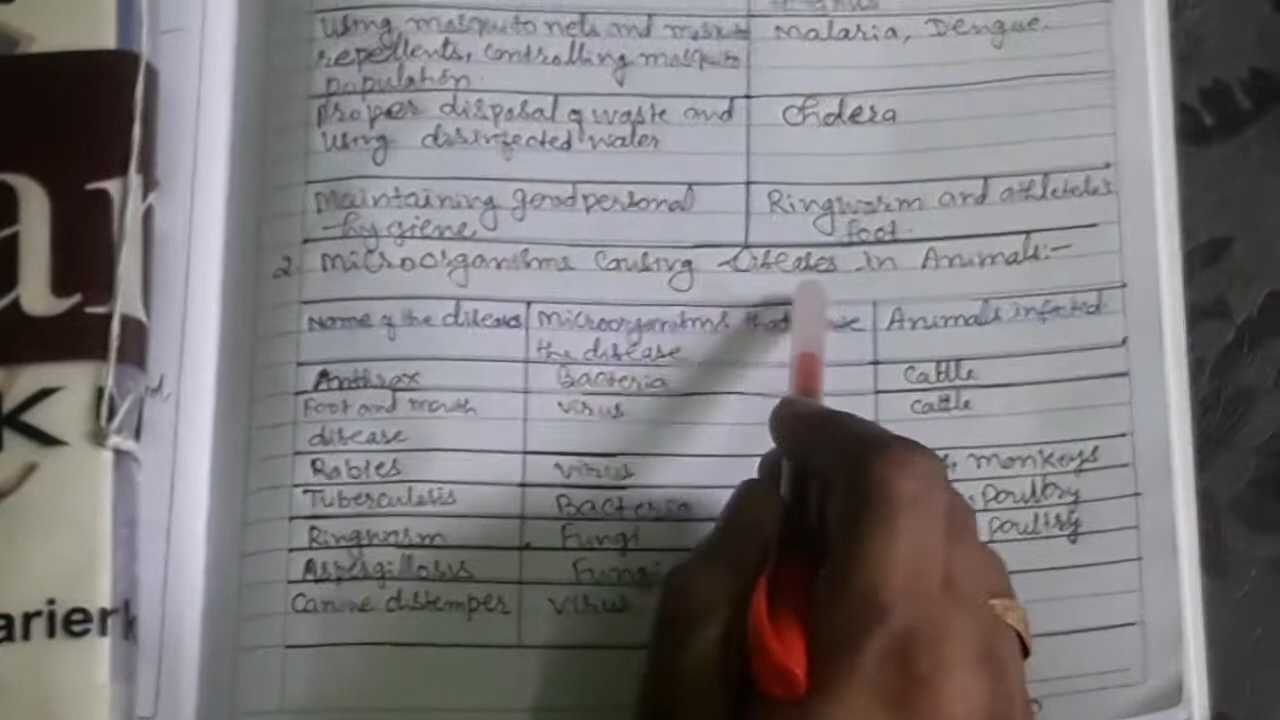 Using mosquito nets and
Malaria, Dengue.
repellents, controlling
population.
Proper disposal of waste and
Cholera
Using disinfected water
Maintaining good personal
Ringworm and athlete's
hygiene
foot.
2. Microorganisms causing diseases in Animals:-
Name of the disease
Microorganisms that
Animals infected
the disease
Anthrax
Bacteria
Cattle
Foot and mouth
virus
Cattle
disease
Rabies
virus
monkeys
Tuberculosis
Bacteria
Poultry
Ringworm
Fungi
Poultry
Aspergillosis
Fungi
Canine distemper
virus
ar
K
arier